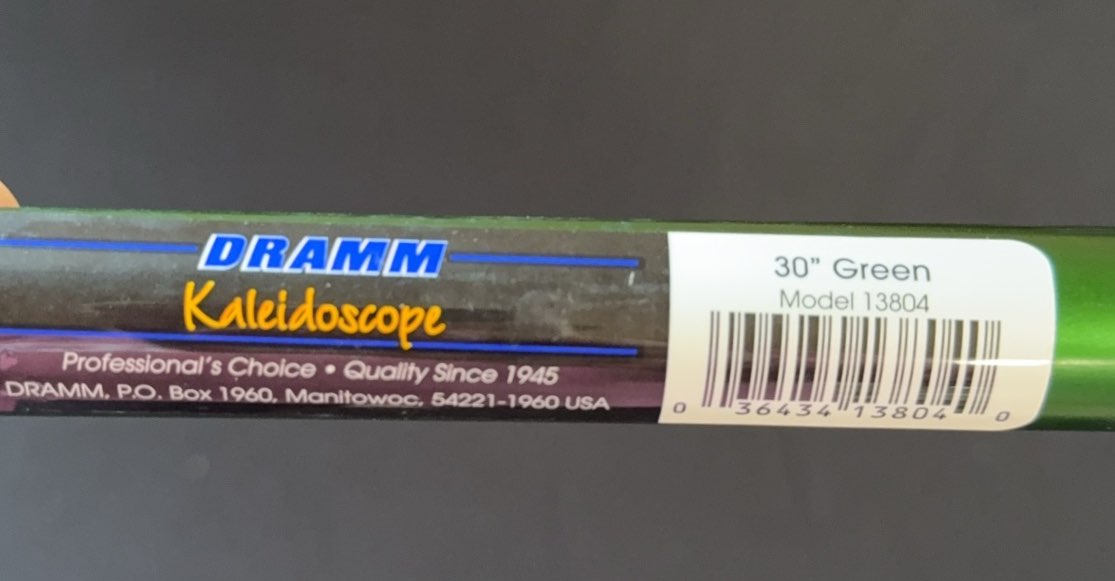 DRAMM
Kaleidoscope
Professional's Choice • Quality Since 1945
DRAMM, P.O. Box 1960, Manitowoc, 54221-1960 USA
30" Green
Model 13804
0 36434 13804 0